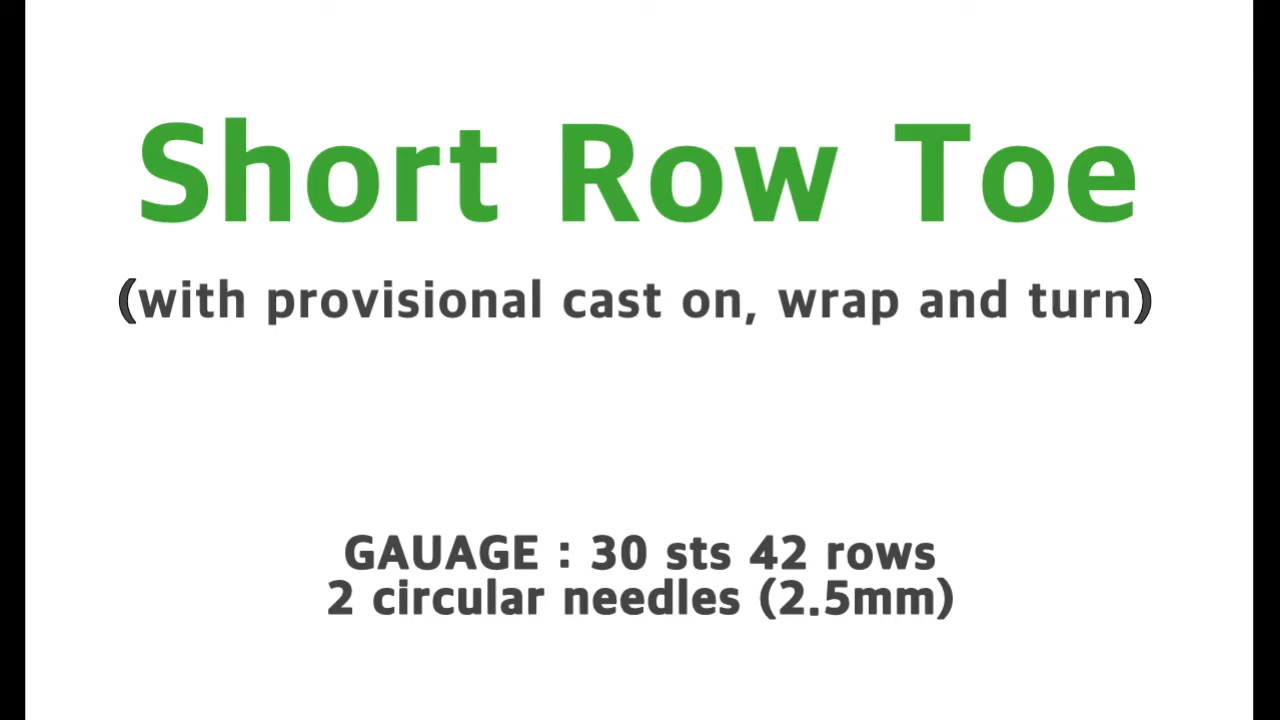 Short Row Toe
(with provisional cast on, wrap and turn)
GAUAGE : 30 sts 42 rows
2 circular needles (2.5mm)